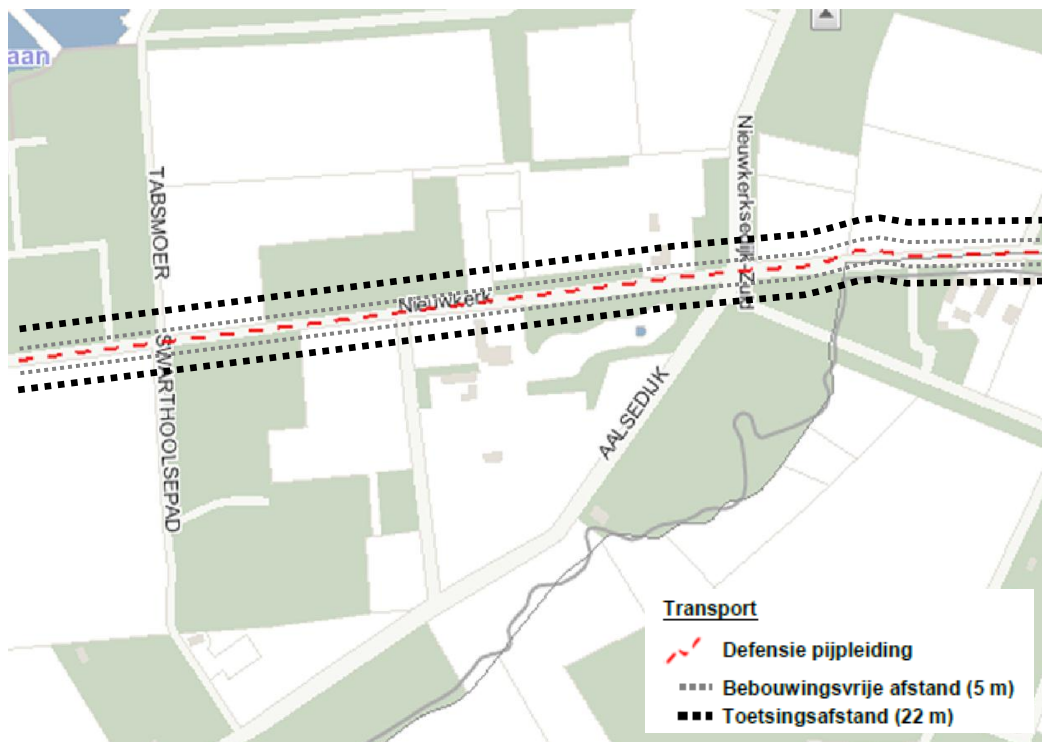 aan
TABSMOER
Nieuwkerksedijk-Zuid
Nieuwkerk
SWARTHOOLSEPAD
AALSEDIJK
Transport
Defensie pijpleiding
Bebouwingsvrije afstand (5 m)
Toetsingsafstand (22 m)